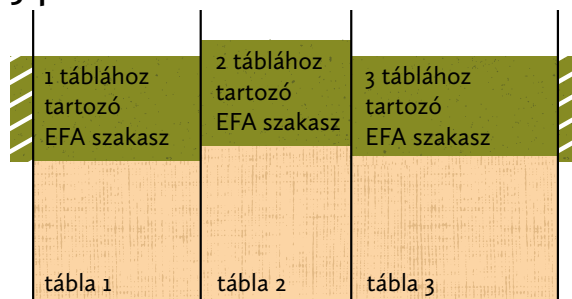 1 táblához
tartozó
EFA szakasz
2 táblához
tartozó
EFA szakasz
3 táblához
tartozó
EFA szakasz
tábla 1
tábla 2
tábla 3